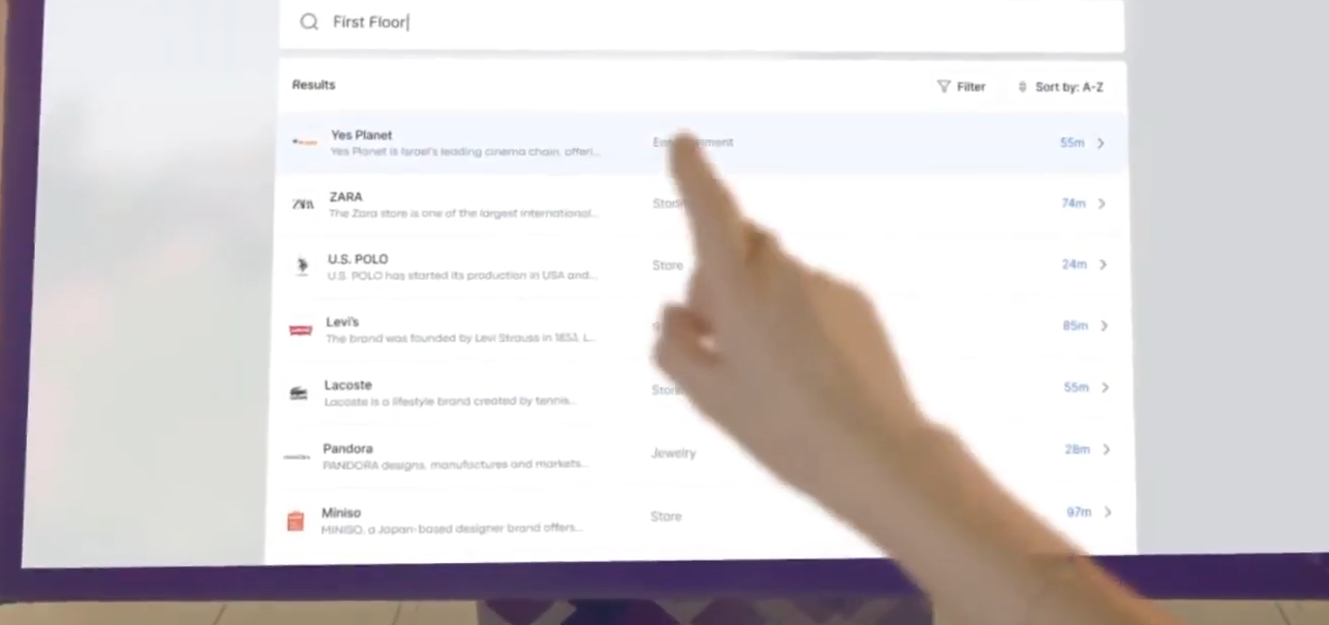 First Floor
Results
Filter
Sort by: A-Z
Yes Planet
Yes Planet is Israel's leading cinema chain, offeri...
55m
ZARA
ZARA
The Zara store is one of the largest international...
74m
U.S. POLO
U.S. POLO has started its production in USA and...
Store
24m
Levi's
The brand was founded by Levi Strauss in 1853, L...
85m
Lacoste
Lacoste is a lifestyle brand created by tennis...
55m
Pandora
PANDORA designs, manufactures and markets...
Jewelry
28m
Miniso
MINISO, a Japan-based designer brand offers...
Store
97m